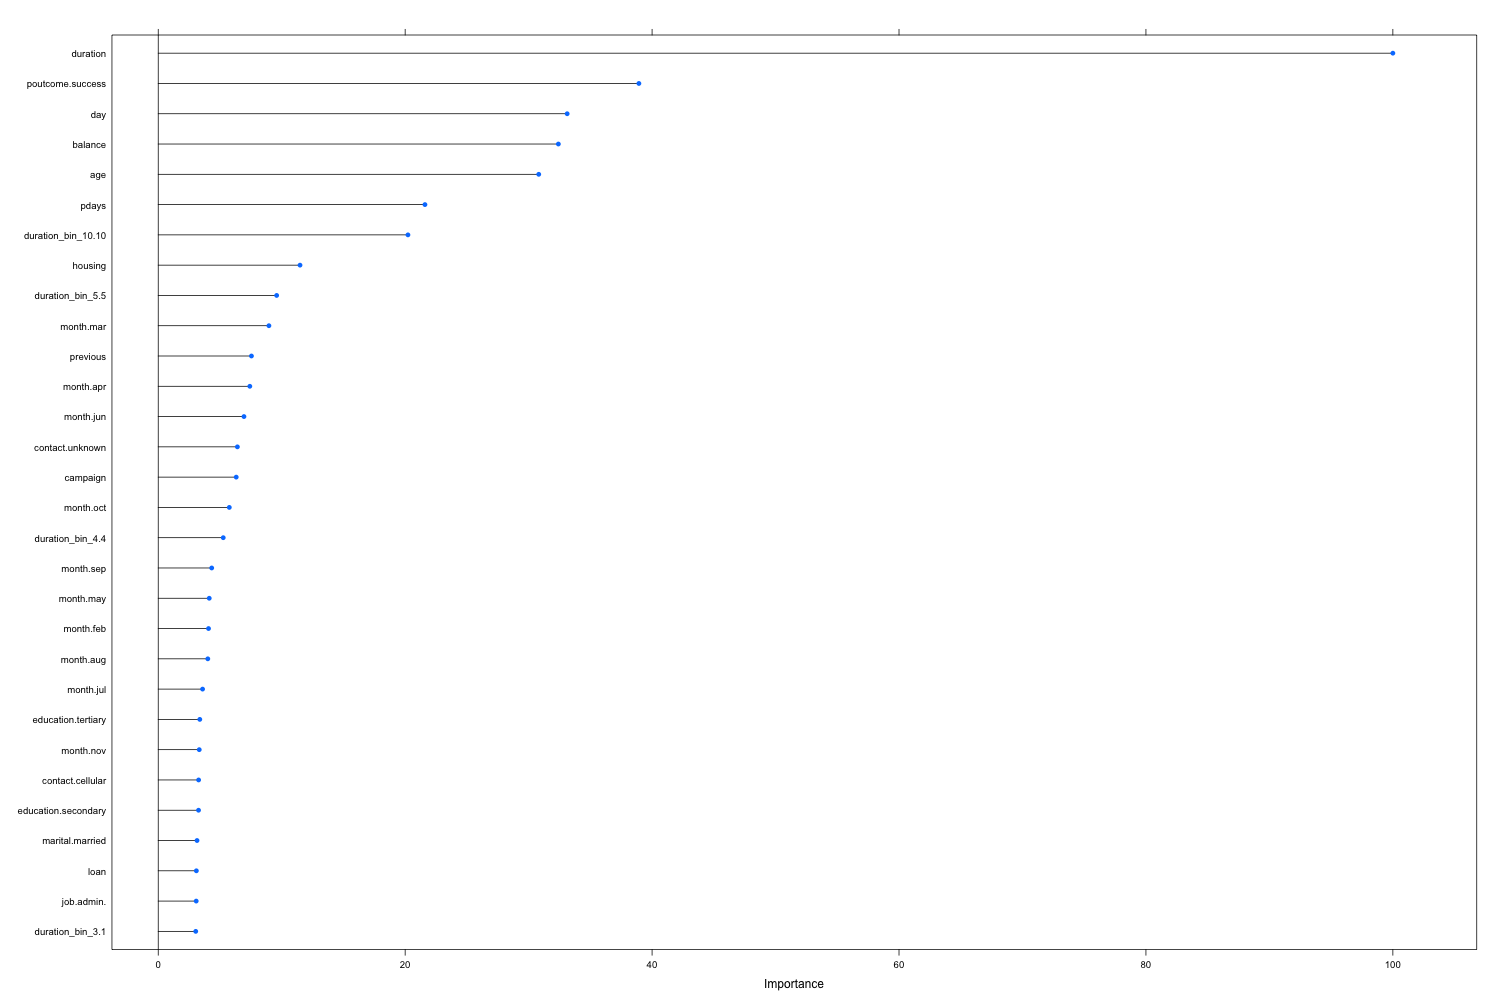 duration
poutcome.success
day
balance
age
pdays
duration_bin_10.10
housing
duration_bin_5.5
month.mar
previous
month.apr
month.jun
contact.unknown
campaign
month.oct
duration_bin_4.4
month.sep
month.may
month.feb
month.aug
month.jul
education.tertiary
month.nov
contact.cellular
education.secondary
marital.married
loan
job.admin.
duration_bin_3.1
0 20 40 60 80 100
Importance